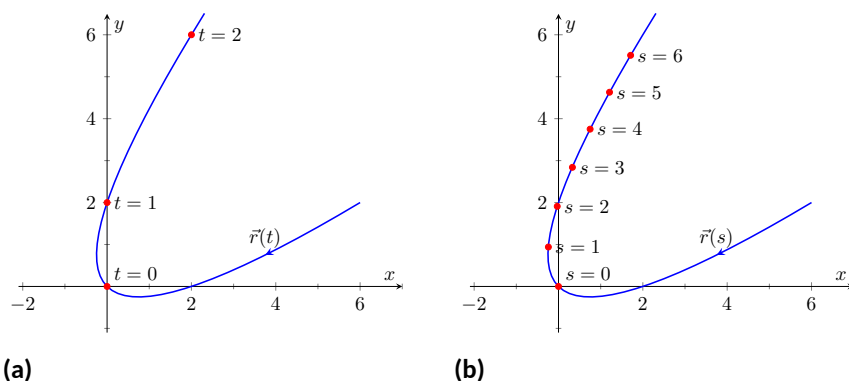 y
6
t = 2
4
2
t = 1
r⃗(t)
t = 0
x
−2
2
4
6
(a)
y
6
s = 6
s = 5
4
s = 4
s = 3
2
s = 2
r⃗(s)
s = 1
s = 0
x
−2
2
4
6
(b)